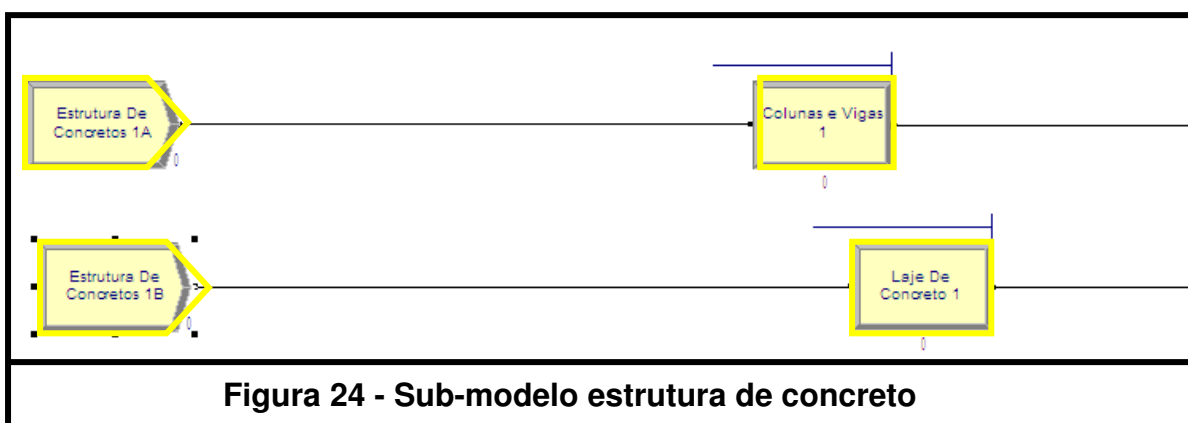 Estrutura De
Concretos 1A
0
Colunas e Vigas
1
0
Estrutura De
Concretos 1B
0
Laje De
Concreto 1
0
Figura 24 - Sub-modelo estrutura de concreto